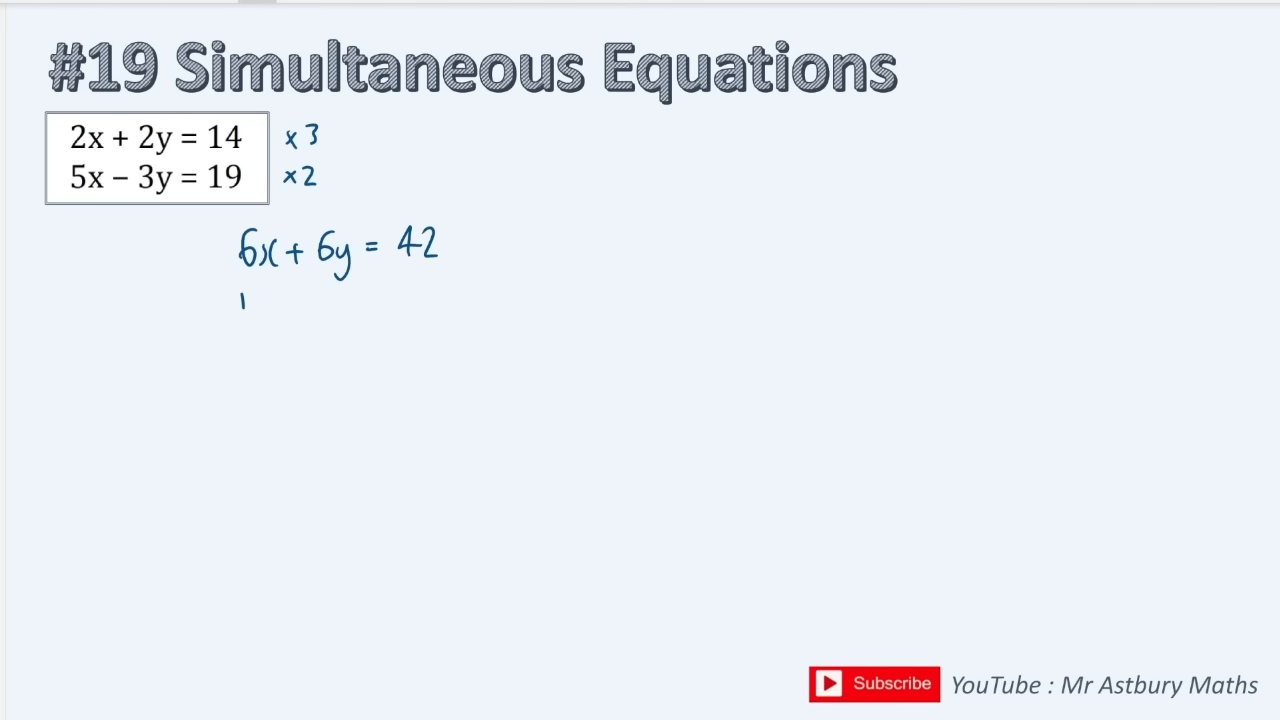 #19 Simultaneous Equations
2x + 2y = 14 x 3
5x − 3y = 19 x 2
6x + 6y = 42
1
Subscribe YouTube : Mr Astbury Maths